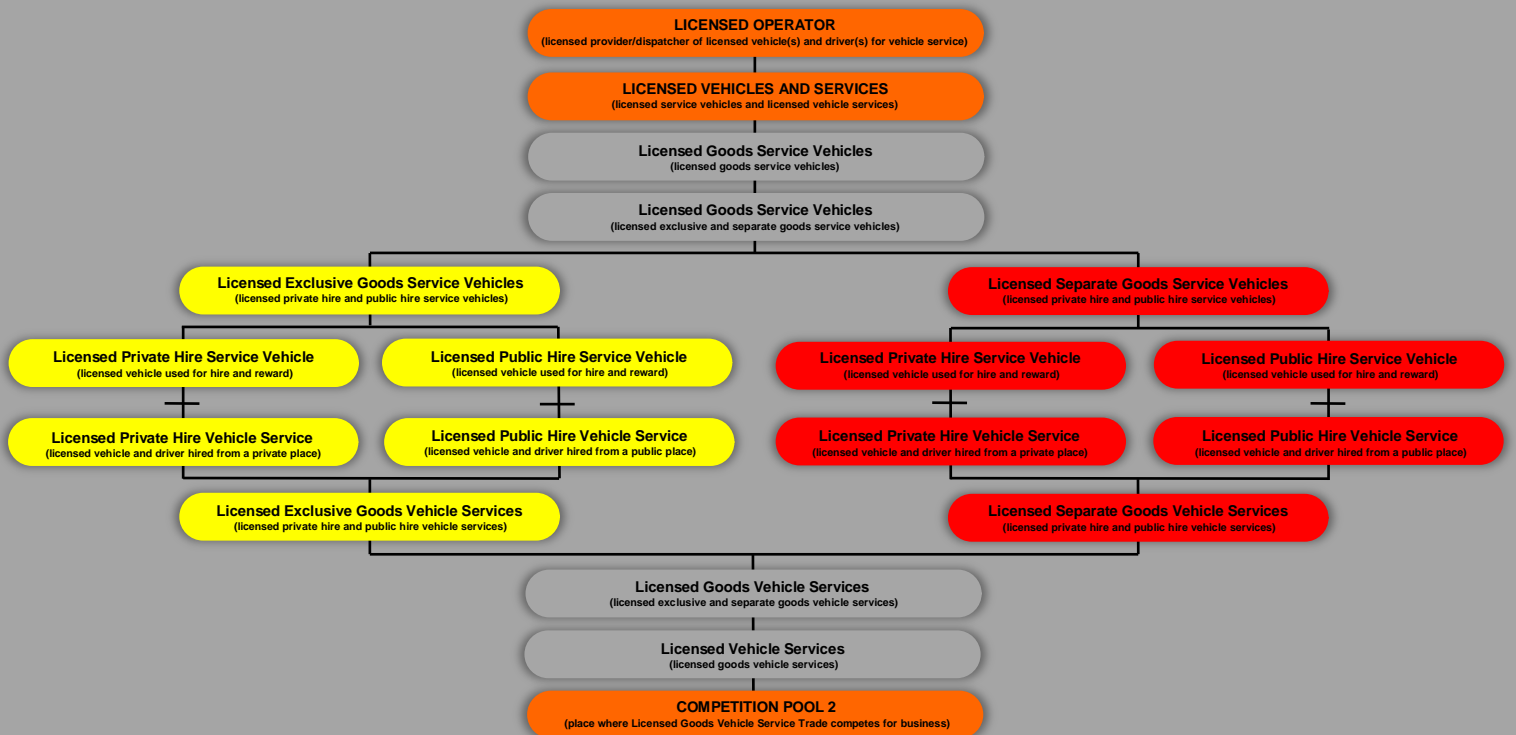 LICENSED OPERATOR
(licensed provider/dispatcher of licensed vehicle(s) and driver(s) for vehicle service)
LICENSED VEHICLES AND SERVICES
(licensed service vehicles and licensed vehicle services)
Licensed Goods Service Vehicles
(licensed goods service vehicles)
Licensed Goods Service Vehicles
(licensed exclusive and separate goods service vehicles)
Licensed Exclusive Goods Service Vehicles
(licensed private hire and public hire service vehicles)
Licensed Separate Goods Service Vehicles
(licensed private hire and public hire service vehicles)
Licensed Private Hire Service Vehicle
(licensed vehicle used for hire and reward)
Licensed Public Hire Service Vehicle
(licensed vehicle used for hire and reward)
Licensed Private Hire Service Vehicle
(licensed vehicle used for hire and reward)
Licensed Public Hire Service Vehicle
(licensed vehicle used for hire and reward)
Licensed Private Hire Vehicle Service
(licensed vehicle and driver hired from a private place)
Licensed Public Hire Vehicle Service
(licensed vehicle and driver hired from a public place)
Licensed Private Hire Vehicle Service
(licensed vehicle and driver hired from a private place)
Licensed Public Hire Vehicle Service
(licensed vehicle and driver hired from a public place)
Licensed Exclusive Goods Vehicle Services
(licensed private hire and public hire vehicle services)
Licensed Separate Goods Vehicle Services
(licensed private hire and public hire vehicle services)
Licensed Goods Vehicle Services
(licensed exclusive and separate goods vehicle services)
Licensed Vehicle Services
(licensed goods vehicle services)
COMPETITION POOL 2
(place where Licensed Goods Vehicle Service Trade competes for business)